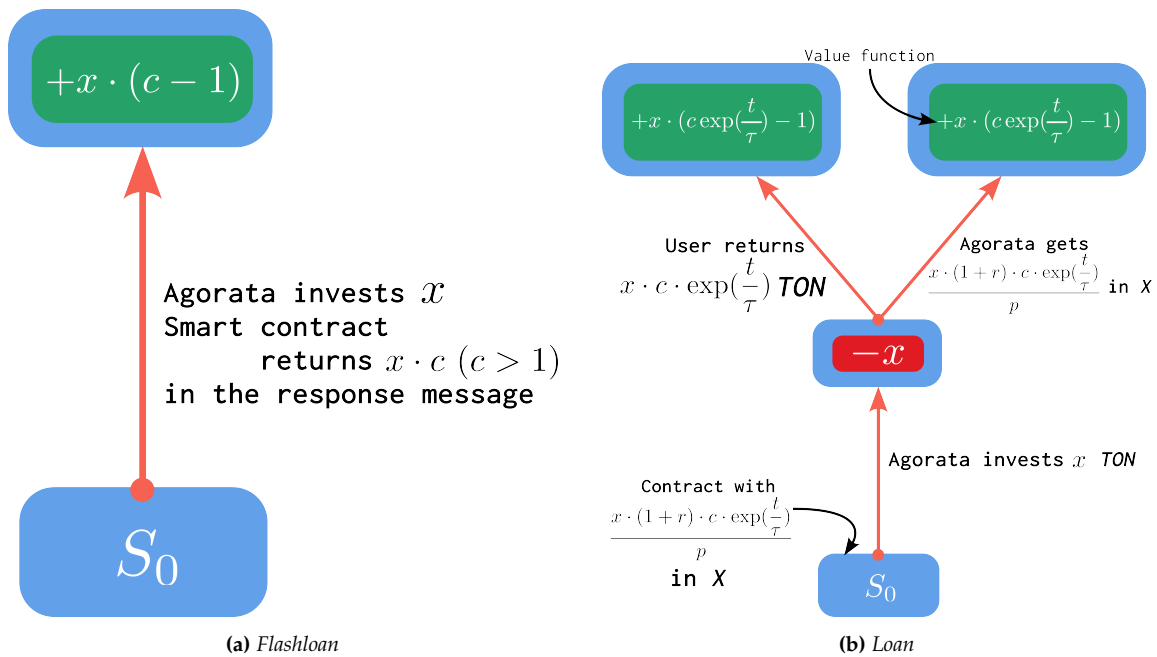 +x · (c − 1)
Agorata invests x
Smart contract
returns x · c (c > 1)
in the response message
S₀
(a) Flashloan
Value function
+x · (c exp(t/τ) − 1)
+x · (c exp(t/τ) − 1)
User returns
x · c · exp(t/τ) TON
Agorata gets
x · (1 + r) · c · exp(t/τ)
p
in X
−x
Agorata invests x TON
Contract with
x · (1 + r) · c · exp(t/τ)
p
in X
S₀
(b) Loan